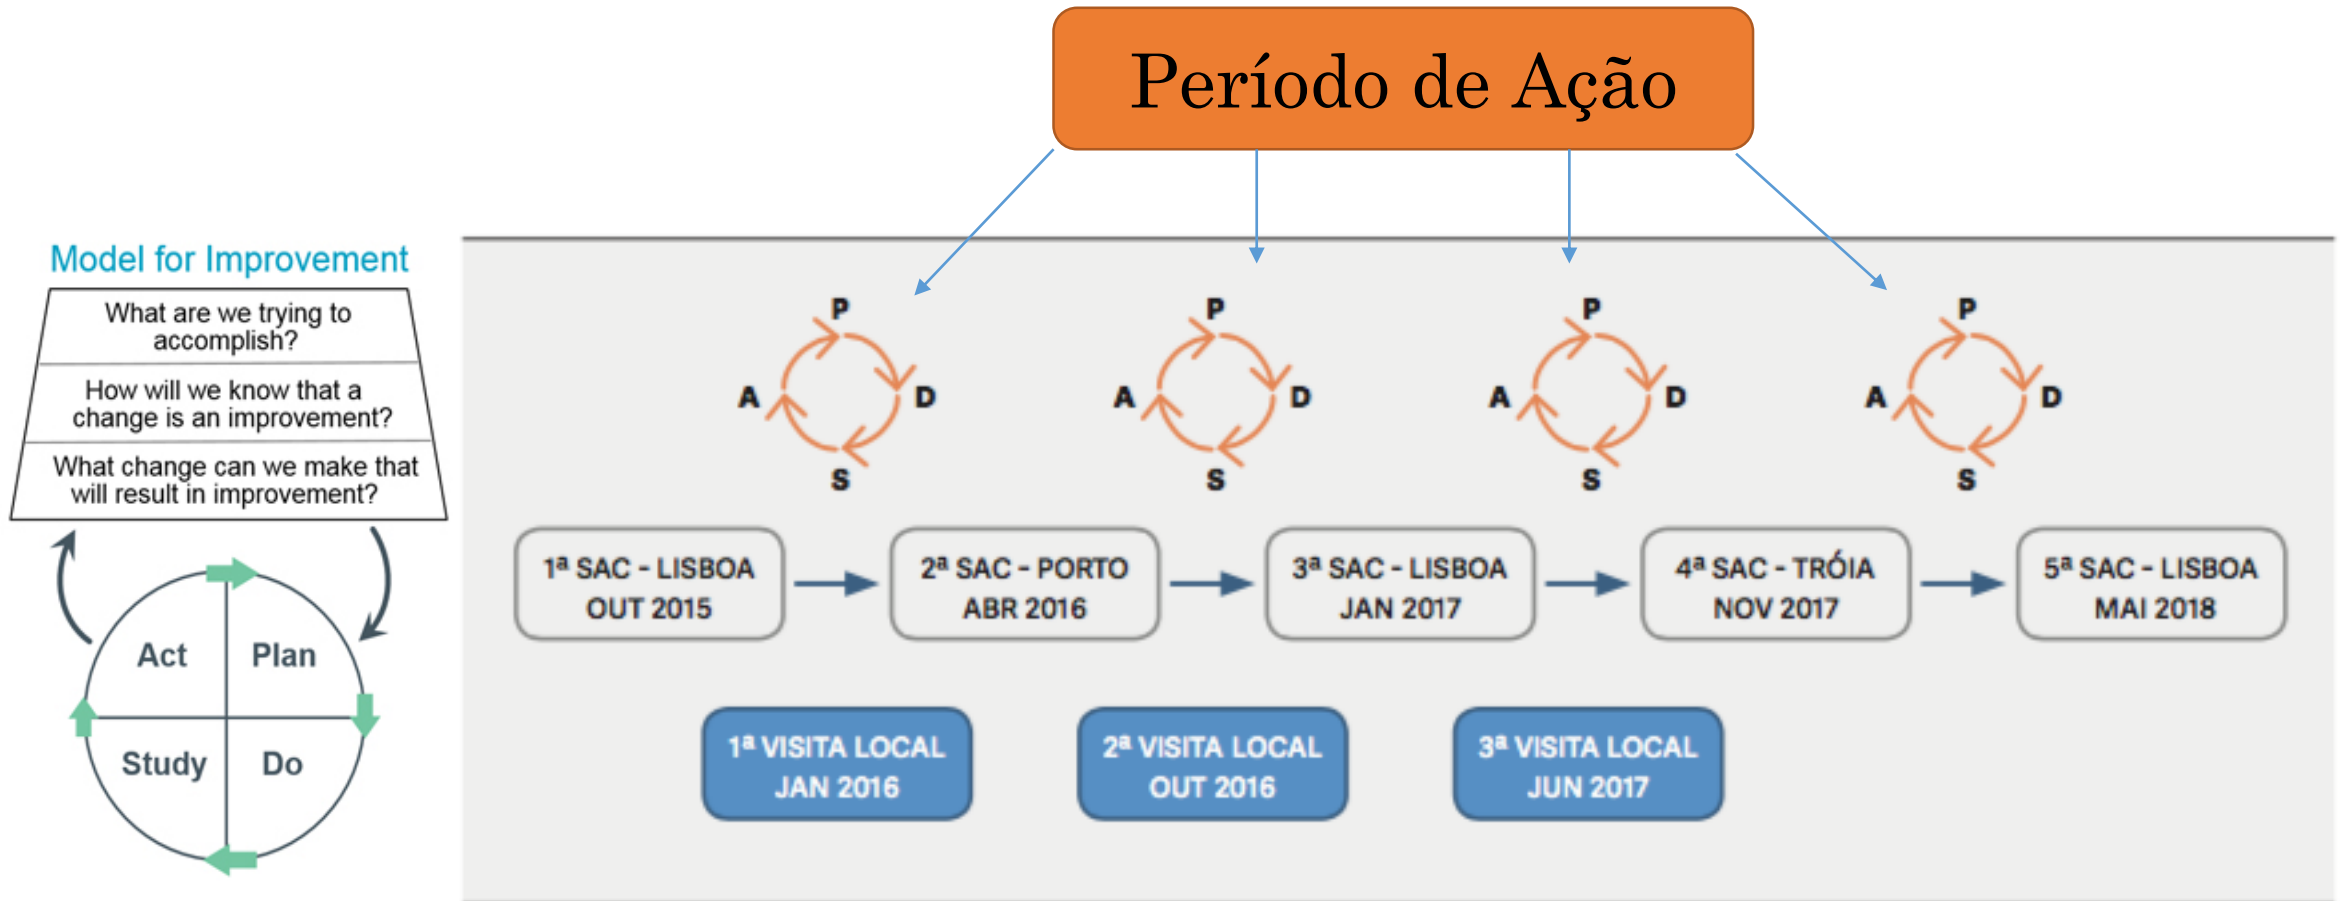 Período de Ação
Model for Improvement
What are we trying to
accomplish?
How will we know that a
change is an improvement?
What change can we make that
will result in improvement?
Act
Plan
Study
Do
P
A
D
S
P
A
D
S
P
A
D
S
P
A
D
S
1ª SAC - LISBOA
OUT 2015
2ª SAC - PORTO
ABR 2016
3ª SAC - LISBOA
JAN 2017
4ª SAC - TRÓIA
NOV 2017
5ª SAC - LISBOA
MAI 2018
1ª VISITA LOCAL
JAN 2016
2ª VISITA LOCAL
OUT 2016
3ª VISITA LOCAL
JUN 2017